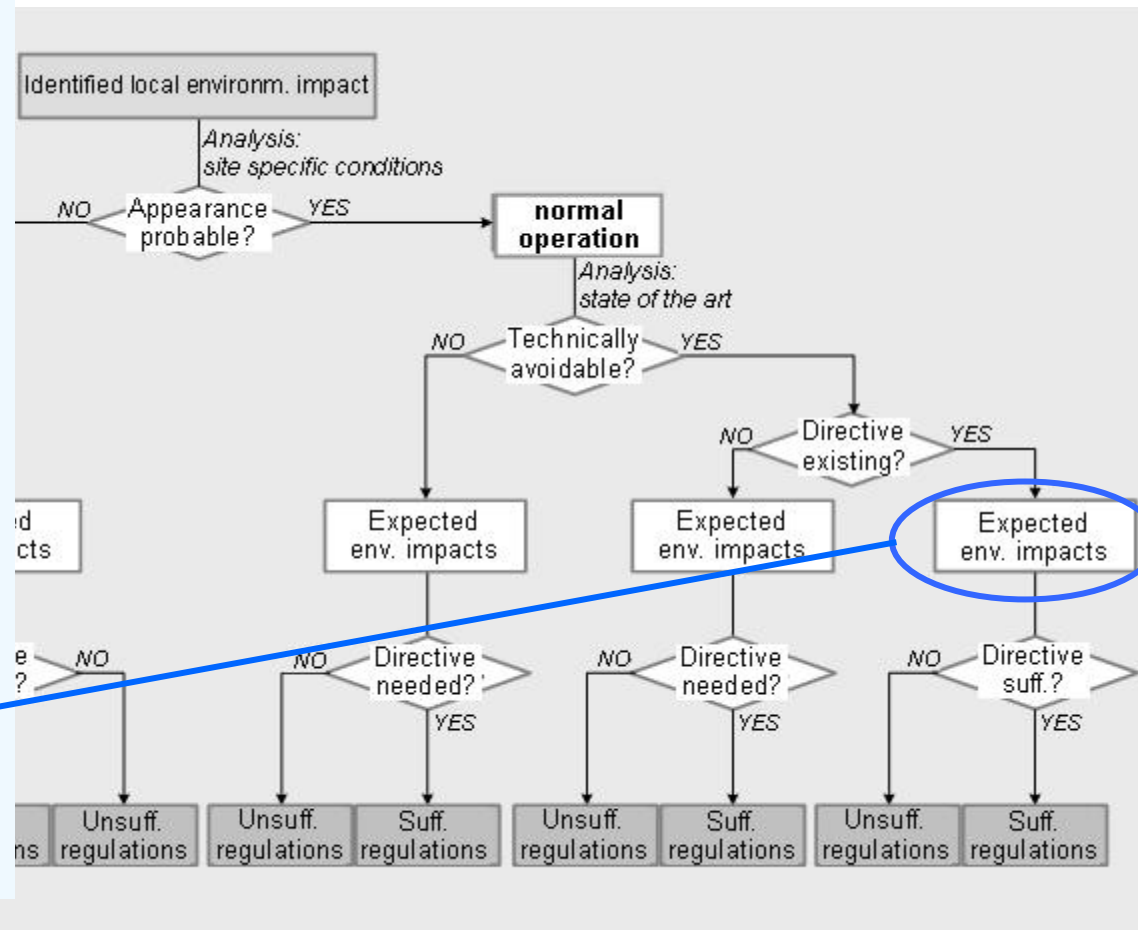 Identified local environm. impact
Analysis:
site specific conditions
NO
Appearance
probable?
YES
normal
operation
Analysis:
state of the art
NO
Technically
avoidable?
YES
NO
Directive
existing?
YES
ed
cts
Expected
env. impacts
Expected
env. impacts
Expected
env. impacts
e
?
NO
NO
Directive
needed?
YES
NO
Directive
needed?
YES
NO
Directive
suff.?
YES
ns
Unsuff.
regulations
Unsuff.
regulations
Suff.
regulations
Unsuff.
regulations
Suff.
regulations
Unsuff.
regulations
Suff.
regulations